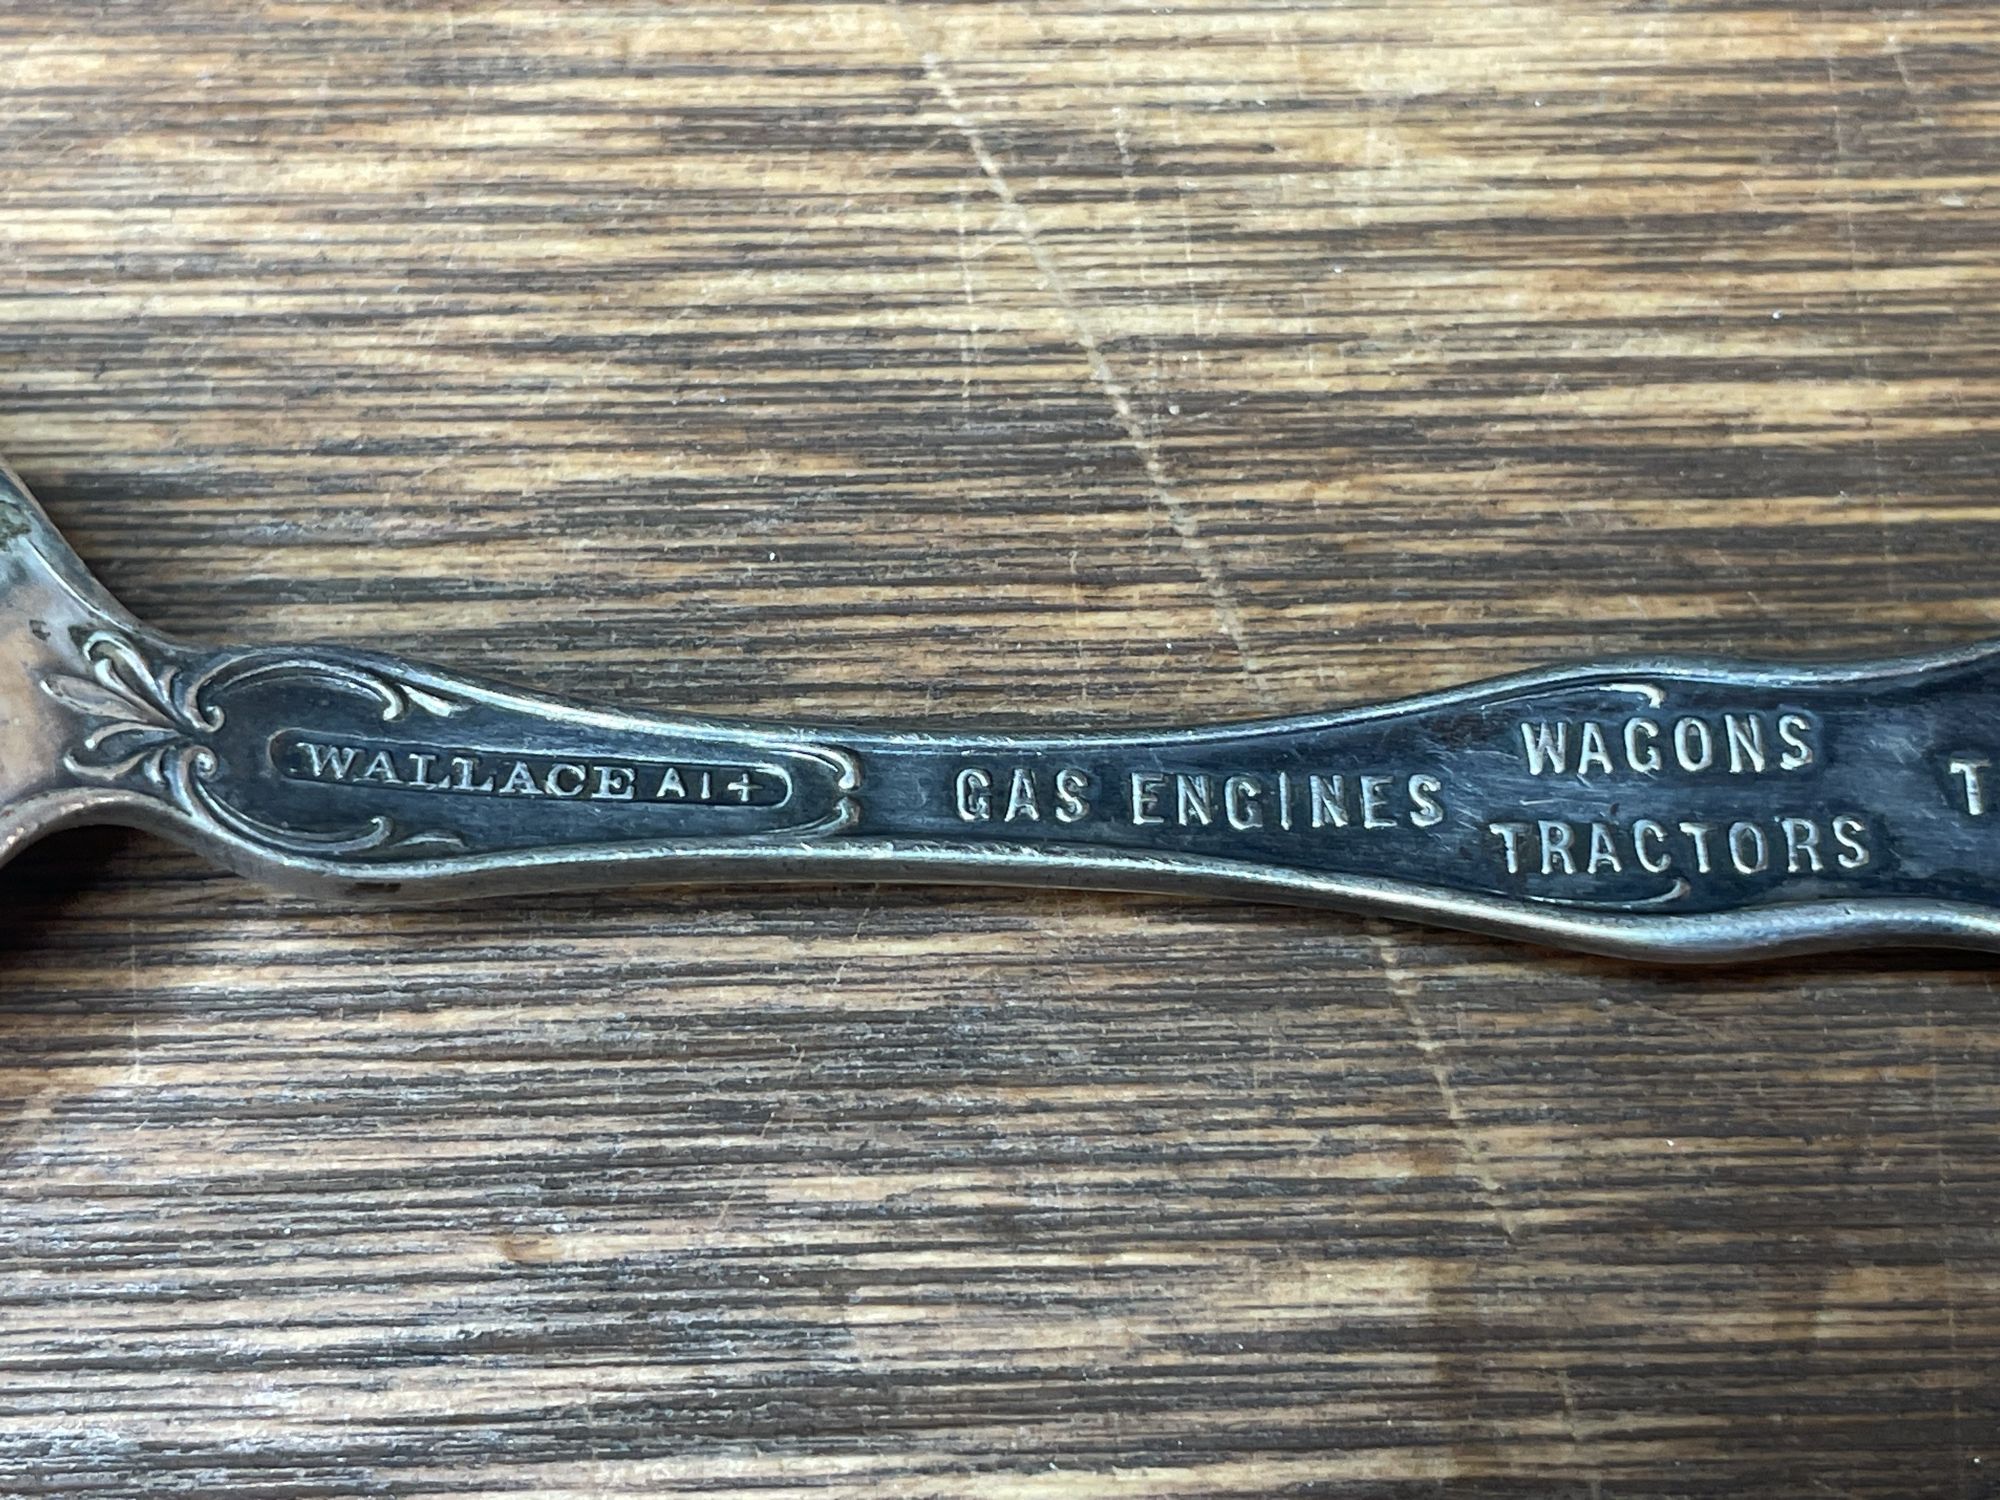 WALLACE A1+
GAS ENGINES
WAGONS
TRACTORS
T